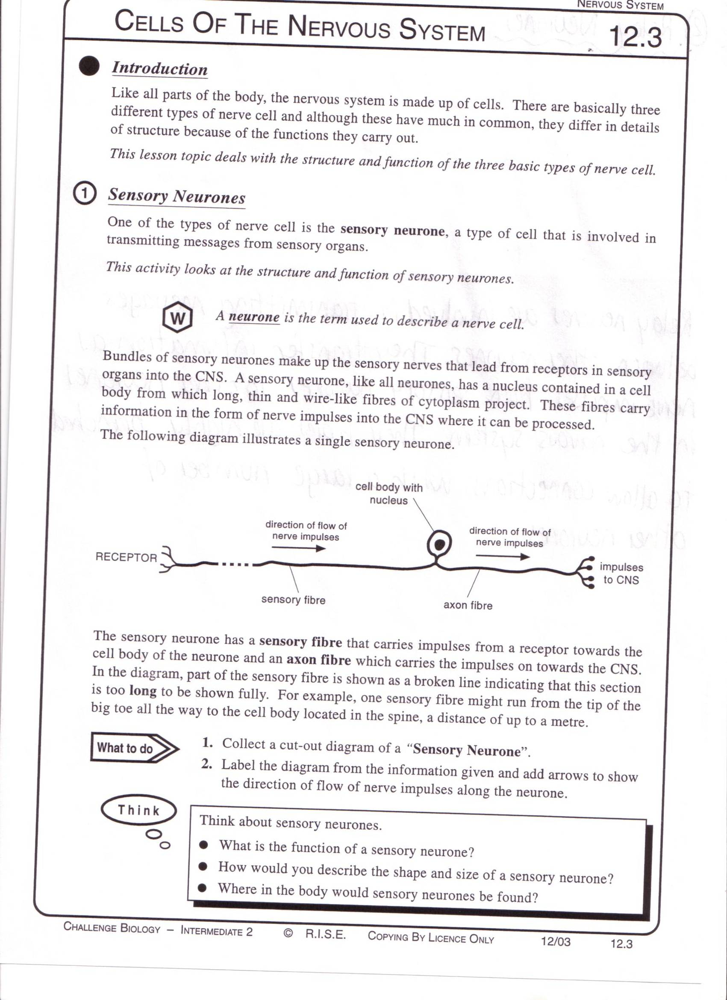 NERVOUS SYSTEM
CELLS OF THE NERVOUS SYSTEM 12.3
Introduction
Like all parts of the body, the nervous system is made up of cells. There are basically three
different types of nerve cell and although these have much in common, they differ in details
of structure because of the functions they carry out.
This lesson topic deals with the structure and function of the three basic types of nerve cell.
1 Sensory Neurones
One of the types of nerve cell is the sensory neurone, a type of cell that is involved in
transmitting messages from sensory organs.
This activity looks at the structure and function of sensory neurones.
W A neurone is the term used to describe a nerve cell.
Bundles of sensory neurones make up the sensory nerves that lead from receptors in sensory
organs into the CNS. A sensory neurone, like all neurones, has a nucleus contained in a cell
body from which long, thin and wire-like fibres of cytoplasm project. These fibres carry
information in the form of nerve impulses into the CNS where it can be processed.
The following diagram illustrates a single sensory neurone.
cell body with
nucleus
direction of flow of
nerve impulses
direction of flow of
nerve impulses
RECEPTOR
impulses
to CNS
sensory fibre
axon fibre
The sensory neurone has a sensory fibre that carries impulses from a receptor towards the
cell body of the neurone and an axon fibre which carries the impulses on towards the CNS.
In the diagram, part of the sensory fibre is shown as a broken line indicating that this section
is too long to be shown fully. For example, one sensory fibre might run from the tip of the
big toe all the way to the cell body located in the spine, a distance of up to a metre.
What to do
1. Collect a cut-out diagram of a “Sensory Neurone”.
2. Label the diagram from the information given and add arrows to show
the direction of flow of nerve impulses along the neurone.
Think
Think about sensory neurones.
● What is the function of a sensory neurone?
● How would you describe the shape and size of a sensory neurone?
● Where in the body would sensory neurones be found?
CHALLENGE BIOLOGY – INTERMEDIATE 2 © R.I.S.E. COPYING BY LICENCE ONLY 12/03 12.3